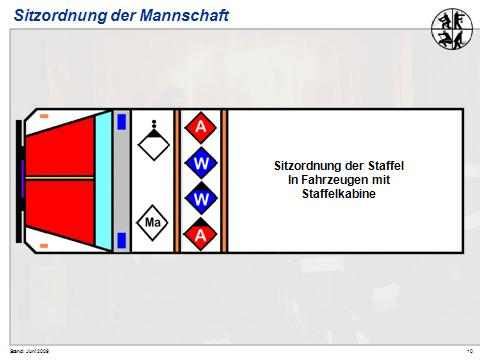 Sitzordnung der Mannschaft
A
W
Sitzordnung der Staffel
In Fahrzeugen mit
Staffelkabine
W
Ma
A
Stand: Juni 2009
10